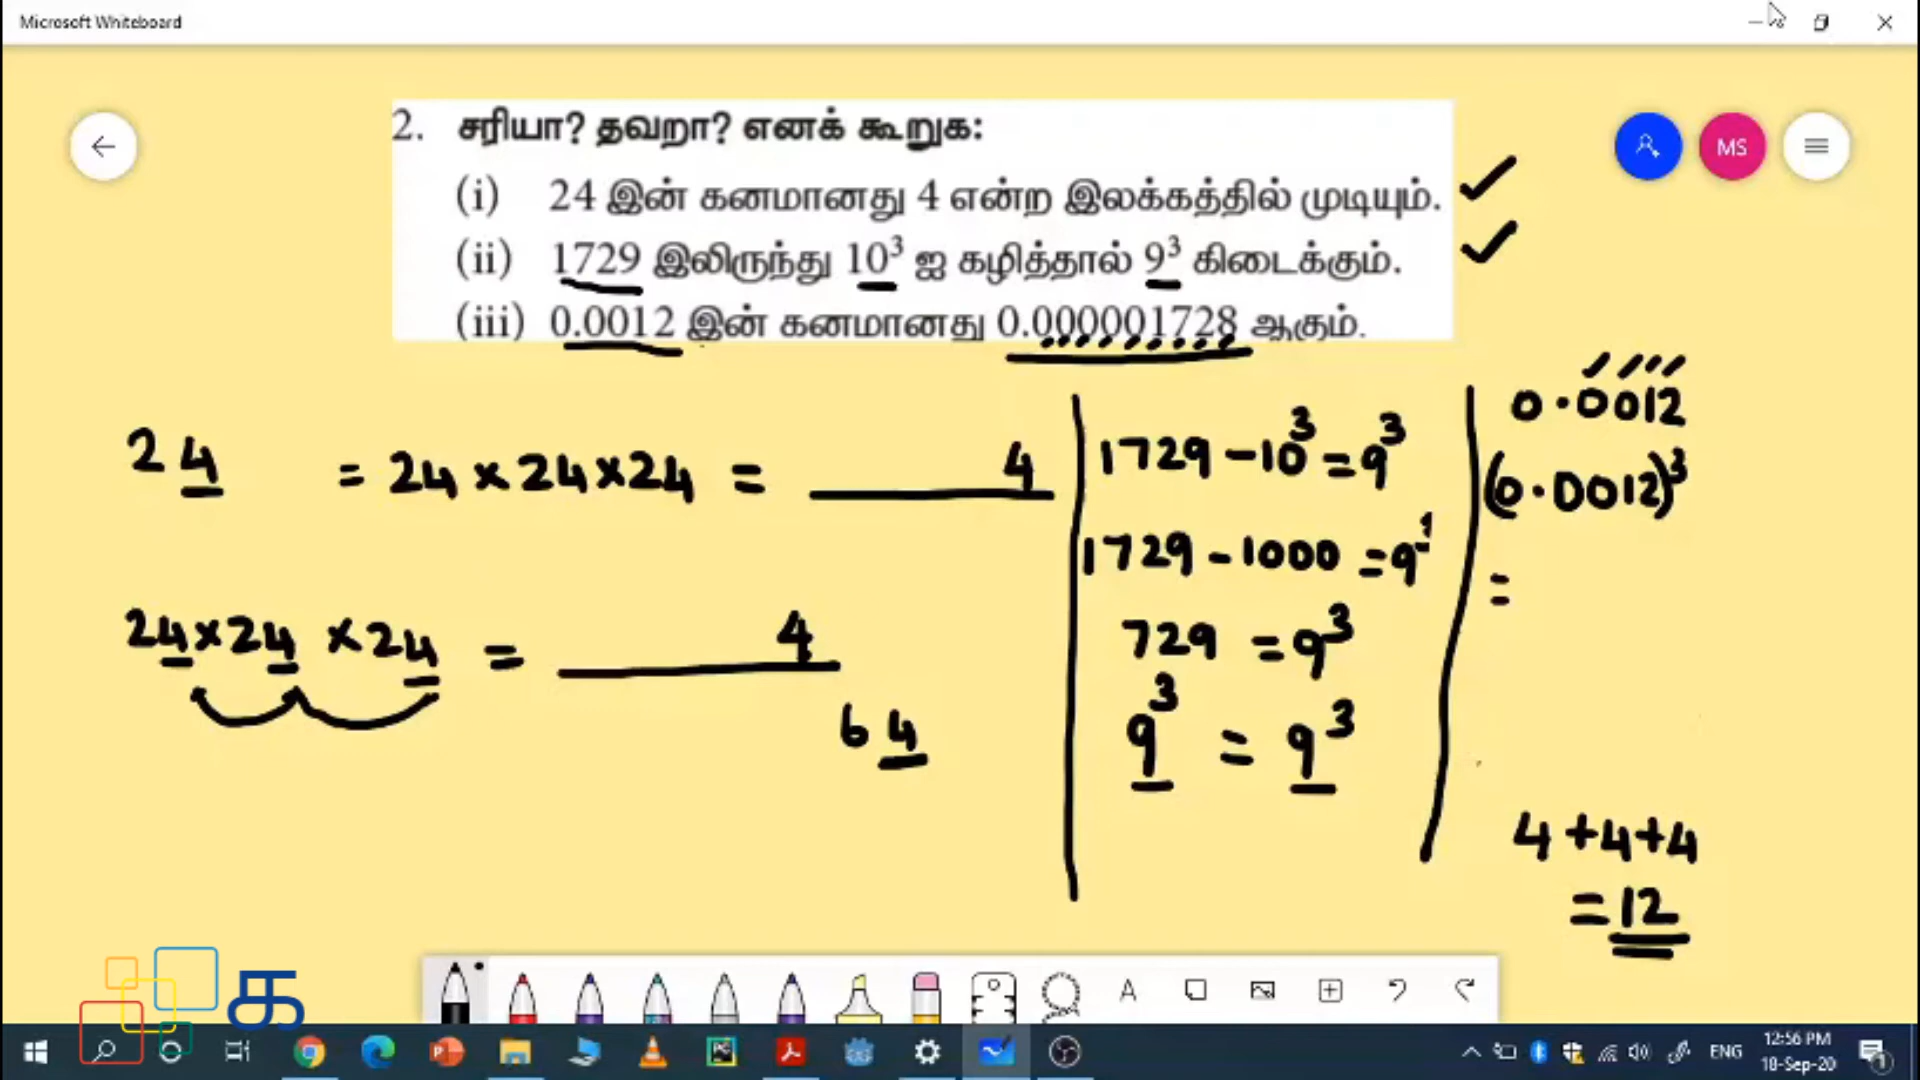 Microsoft Whiteboard
MS
2. சரியா? தவறா? எனக் கூறுக:
(i) 24 இன் கனமானது 4 என்ற இலக்கத்தில் முடியும். ✓
(ii) 1729 இலிருந்து 10³ ஐ கழித்தால் 9³ கிடைக்கும். ✓
(iii) 0.0012 இன் கனமானது 0.000001728 ஆகும்.
24 = 24 × 24 × 24 = 4
24 × 24 × 24 = 4
64
1729 - 10³ = 9³
1729 - 1000 = 9
729 = 9³
9³ = 9³
0.0012
(0.0012)³
=
4 + 4 + 4
= 12
க
A
ENG
12:56 PM
18-Sep-20
1